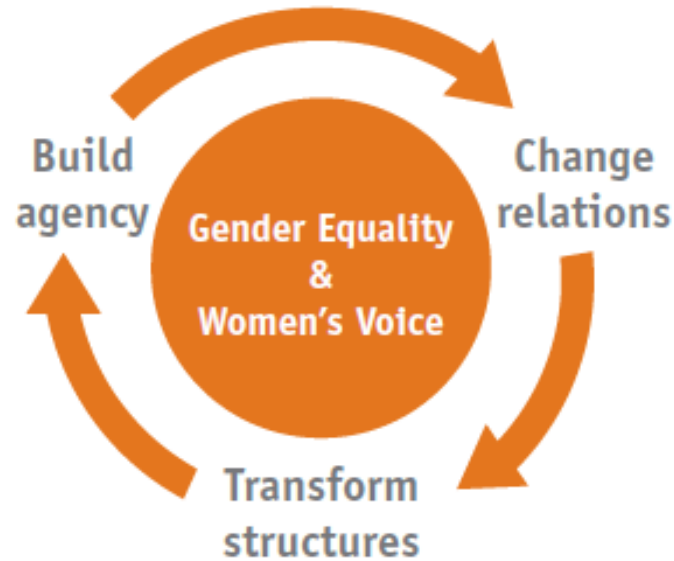 Build
agency
Change
relations
Gender Equality
&
Women’s Voice
Transform
structures